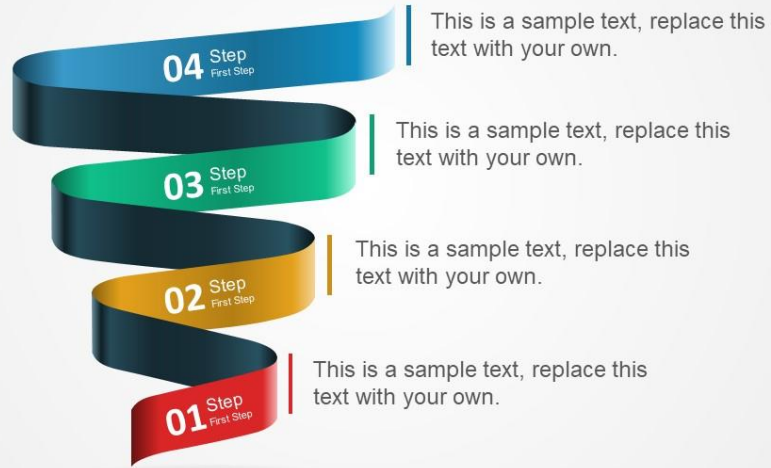 04 Step
First Step
This is a sample text, replace this
text with your own.
03 Step
First Step
This is a sample text, replace this
text with your own.
02 Step
First Step
This is a sample text, replace this
text with your own.
01 Step
First Step
This is a sample text, replace this
text with your own.